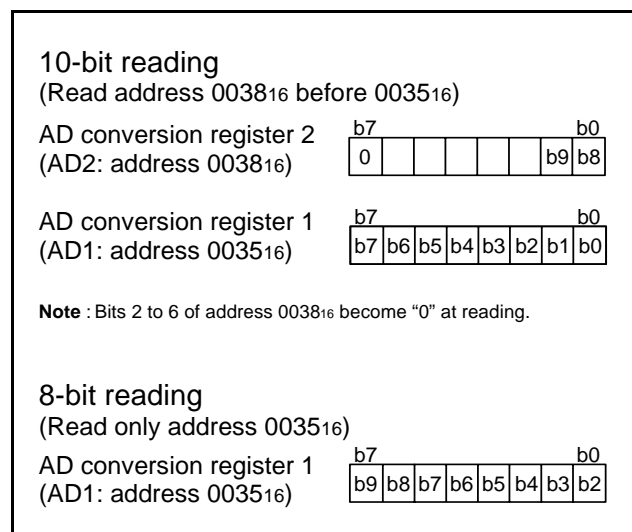 10-bit reading
(Read address 003816 before 003516)
AD conversion register 2
(AD2: address 003816)
b7 b0
0 b9 b8
AD conversion register 1
(AD1: address 003516)
b7 b0
b7 b6 b5 b4 b3 b2 b1 b0
Note : Bits 2 to 6 of address 003816 become “0” at reading.
8-bit reading
(Read only address 003516)
AD conversion register 1
(AD1: address 003516)
b7 b0
b9 b8 b7 b6 b5 b4 b3 b2